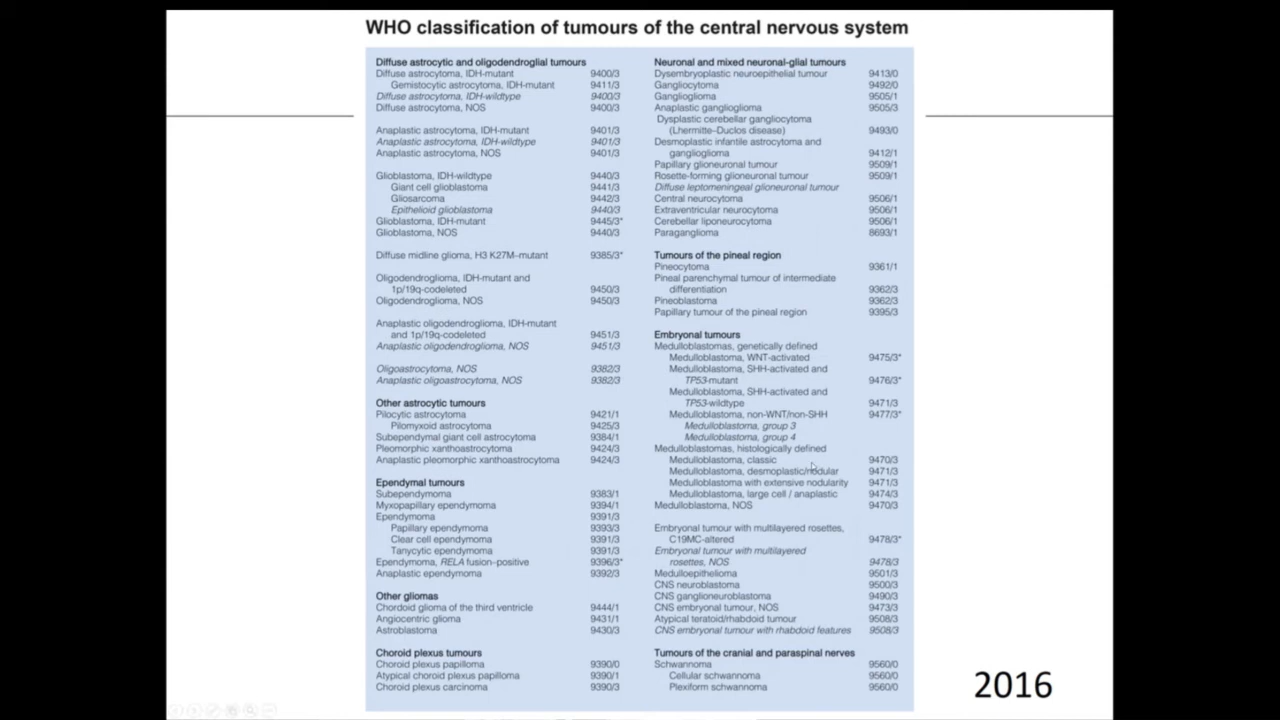 WHO classification of tumours of the central nervous system
Diffuse astrocytic and oligodendroglial tumours
Diffuse astrocytoma, IDH-mutant 9400/3
Gemistocytic astrocytoma, IDH-mutant 9411/3
Diffuse astrocytoma, IDH-wildtype 9400/3
Diffuse astrocytoma, NOS 9400/3
Anaplastic astrocytoma, IDH-mutant 9401/3
Anaplastic astrocytoma, IDH-wildtype 9401/3
Anaplastic astrocytoma, NOS 9401/3
Glioblastoma, IDH-wildtype 9440/3
Giant cell glioblastoma 9441/3
Gliosarcoma 9442/3
Epithelioid glioblastoma 9440/3
Glioblastoma, IDH-mutant 9445/3*
Glioblastoma, NOS 9440/3
Diffuse midline glioma, H3 K27M–mutant 9385/3*
Oligodendroglioma, IDH-mutant and
1p/19q-codeleted 9450/3
Oligodendroglioma, NOS 9450/3
Anaplastic oligodendroglioma, IDH-mutant
and 1p/19q-codeleted 9451/3
Anaplastic oligodendroglioma, NOS 9451/3
Oligoastrocytoma, NOS 9382/3
Anaplastic oligoastrocytoma, NOS 9382/3
Other astrocytic tumours
Pilocytic astrocytoma 9421/1
Pilomyxoid astrocytoma 9425/3
Subependymal giant cell astrocytoma 9384/1
Pleomorphic xanthoastrocytoma 9424/3
Anaplastic pleomorphic xanthoastrocytoma 9424/3
Ependymal tumours
Subependymoma 9383/1
Myxopapillary ependymoma 9394/1
Ependymoma 9391/3
Papillary ependymoma 9393/3
Clear cell ependymoma 9391/3
Tanycytic ependymoma 9391/3
Ependymoma, RELA fusion–positive 9396/3*
Anaplastic ependymoma 9392/3
Other gliomas
Chordoid glioma of the third ventricle 9444/1
Angiocentric glioma 9431/1
Astroblastoma 9430/3
Choroid plexus tumours
Choroid plexus papilloma 9390/0
Atypical choroid plexus papilloma 9390/1
Choroid plexus carcinoma 9390/3
Neuronal and mixed neuronal-glial tumours
Dysembryoplastic neuroepithelial tumour 9413/0
Gangliocytoma 9492/0
Ganglioglioma 9505/1
Anaplastic ganglioglioma 9505/3
Dysplastic cerebellar gangliocytoma
(Lhermitte–Duclos disease) 9493/0
Desmoplastic infantile astrocytoma and
ganglioglioma 9412/1
Papillary glioneuronal tumour 9509/1
Rosette-forming glioneuronal tumour 9509/1
Diffuse leptomeningeal glioneuronal tumour
Central neurocytoma 9506/1
Extraventricular neurocytoma 9506/1
Cerebellar liponeurocytoma 9506/1
Paraganglioma 8693/1
Tumours of the pineal region
Pineocytoma 9361/1
Pineal parenchymal tumour of intermediate
differentiation 9362/3
Pineoblastoma 9362/3
Papillary tumour of the pineal region 9395/3
Embryonal tumours
Medulloblastomas, genetically defined
Medulloblastoma, WNT-activated 9475/3*
Medulloblastoma, SHH-activated and
TP53-mutant 9476/3*
Medulloblastoma, SHH-activated and
TP53-wildtype 9471/3
Medulloblastoma, non-WNT/non-SHH 9477/3*
Medulloblastoma, group 3
Medulloblastoma, group 4
Medulloblastomas, histologically defined
Medulloblastoma, classic 9470/3
Medulloblastoma, desmoplastic/nodular 9471/3
Medulloblastoma with extensive nodularity 9471/3
Medulloblastoma, large cell / anaplastic 9474/3
Medulloblastoma, NOS 9470/3
Embryonal tumour with multilayered rosettes,
C19MC-altered 9478/3*
Embryonal tumour with multilayered
rosettes, NOS 9478/3
Medulloepithelioma 9501/3
CNS neuroblastoma 9500/3
CNS ganglioneuroblastoma 9490/3
CNS embryonal tumour, NOS 9473/3
Atypical teratoid/rhabdoid tumour 9508/3
CNS embryonal tumour with rhabdoid features 9508/3
Tumours of the cranial and paraspinal nerves
Schwannoma 9560/0
Cellular schwannoma 9560/0
Plexiform schwannoma 9560/0
2016